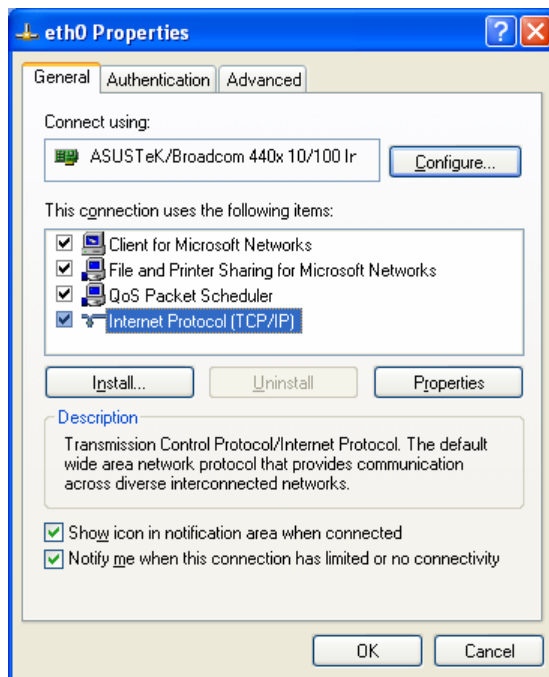 eth0 Properties
General Authentication Advanced
Connect using:
ASUSTeK/Broadcom 440x 10/100 Ir
Configure...
This connection uses the following items:
Client for Microsoft Networks
File and Printer Sharing for Microsoft Networks
QoS Packet Scheduler
Internet Protocol (TCP/IP)
Install... Uninstall Properties
Description
Transmission Control Protocol/Internet Protocol. The default
wide area network protocol that provides communication
across diverse interconnected networks.
Show icon in notification area when connected
Notify me when this connection has limited or no connectivity
OK Cancel